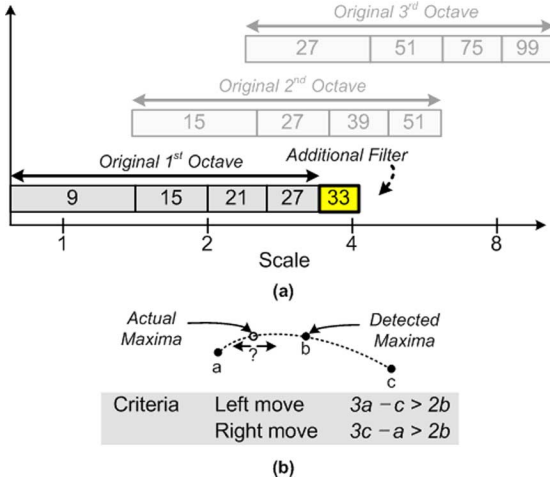 Original 3rd Octave
27 51 75 99
Original 2nd Octave
15 27 39 51
Original 1st Octave
Additional Filter
9 15 21 27 33
1 2 4 8
Scale
(a)
Actual Maxima
Detected Maxima
a
?
b
c
Criteria Left move 3a – c > 2b
Right move 3c – a > 2b
(b)